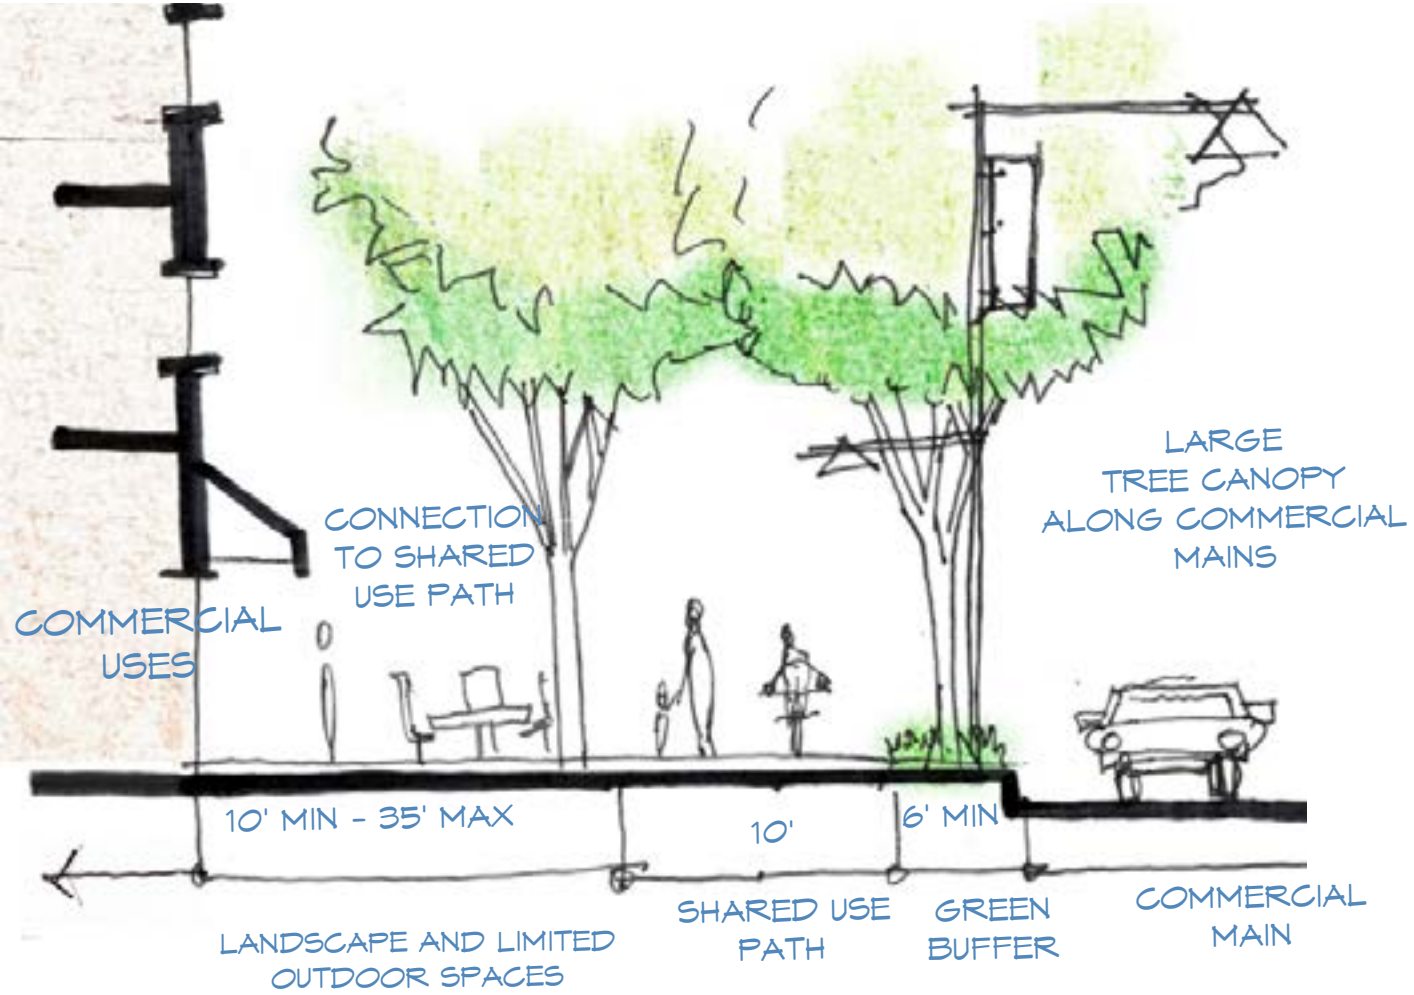 LARGE
TREE CANOPY
ALONG COMMERCIAL
MAINS
CONNECTION
TO SHARED
USE PATH
COMMERCIAL
USES
10' MIN - 35' MAX
10'
6' MIN
LANDSCAPE AND LIMITED
OUTDOOR SPACES
SHARED USE
PATH
GREEN
BUFFER
COMMERCIAL
MAIN